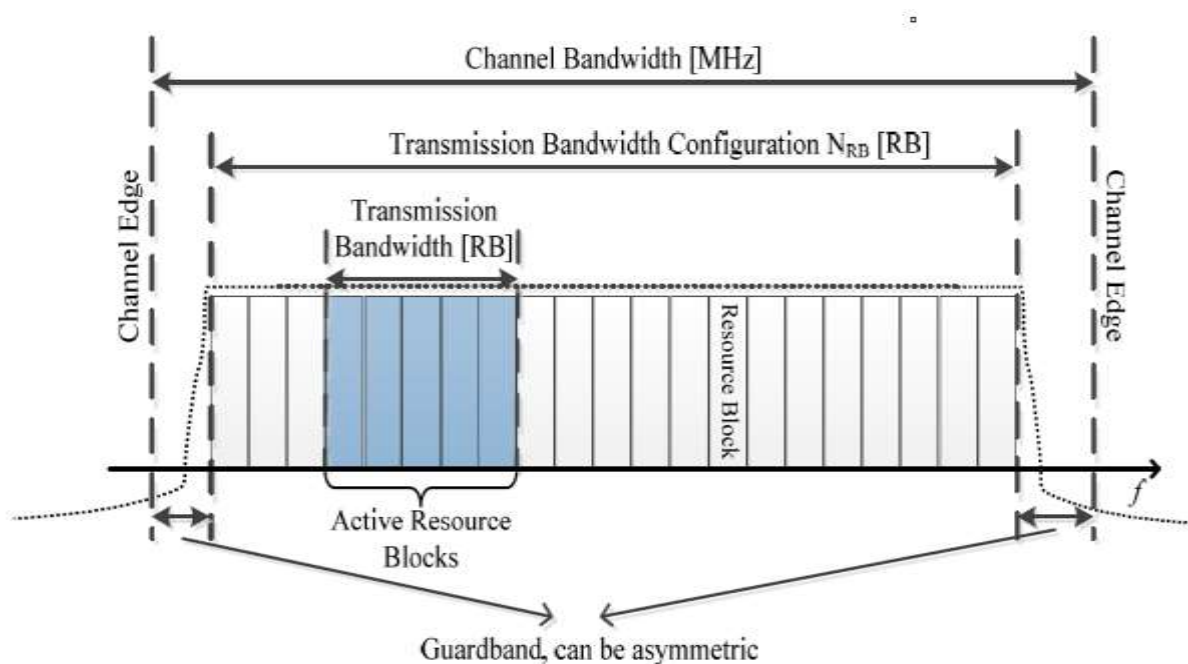 Channel Bandwidth [MHz]
Transmission Bandwidth Configuration NRB [RB]
Channel Edge
Transmission
Bandwidth [RB]
Channel Edge
Resource Block
f
Active Resource
Blocks
Guardband, can be asymmetric